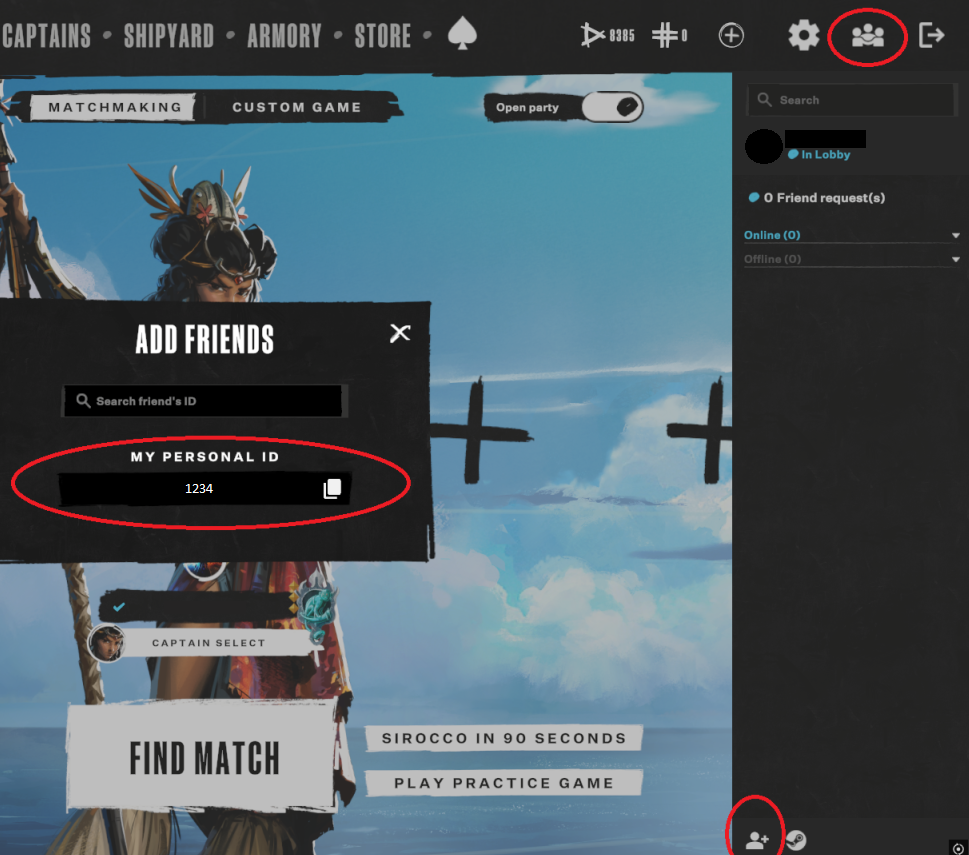 CAPTAINS • SHIPYARD • ARMORY • STORE •
8385
0
MATCHMAKING
CUSTOM GAME
Open party
Search
In Lobby
0 Friend request(s)
Online (0)
Offline (0)
ADD FRIENDS
Search friend's ID
MY PERSONAL ID
1234
CAPTAIN SELECT
FIND MATCH
SIROCCO IN 90 SECONDS
PLAY PRACTICE GAME